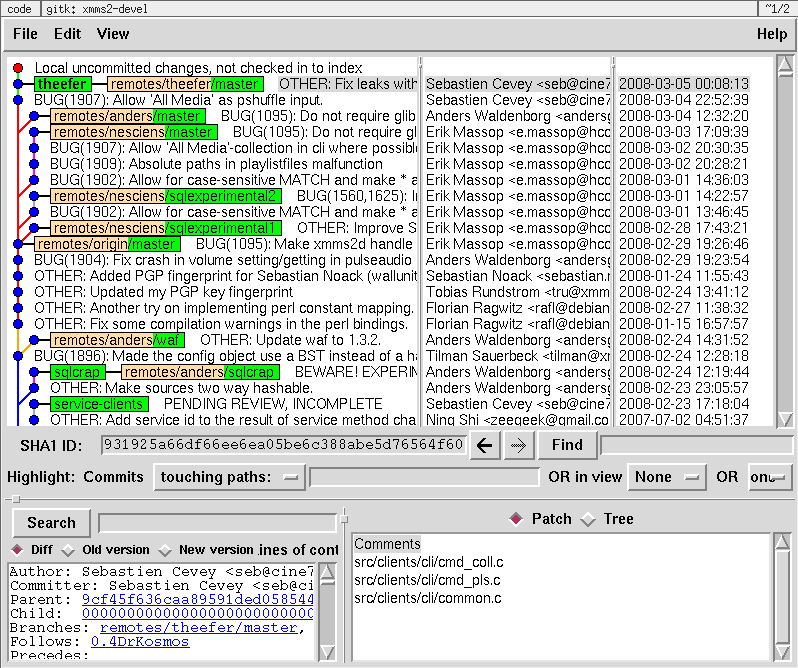 code gitk: xmms2-devel ~1/2
File Edit View Help
Local uncommitted changes, not checked in to index
theefer remotes/theefer/master OTHER: Fix leaks with Sebastien Cevey <seb@cine7 2008-03-05 00:08:13
BUG(1907): Allow 'All Media' as pshuffle input. Sebastien Cevey <seb@cine7 2008-03-04 22:52:39
remotes/anders/master BUG(1095): Do not require glib Anders Waldenborg <anders@ 2008-03-04 12:32:20
remotes/nesciens/master BUG(1095): Do not require gl Erik Massop <e.massop@hcc 2008-03-03 17:09:39
BUG(1907): Allow 'All Media'-collection in cli where possibl Erik Massop <e.massop@hcc 2008-03-02 20:30:35
BUG(1909): Absolute paths in playlistfiles malfunction Erik Massop <e.massop@hcc 2008-03-02 20:28:21
BUG(1902): Allow for case-sensitive MATCH and make * a Erik Massop <e.massop@hcc 2008-03-01 14:36:03
remotes/nesciens/sqlexperimental2 BUG(1560,1625): I Erik Massop <e.massop@hcc 2008-03-01 14:22:57
BUG(1902): Allow for case-sensitive MATCH and make * a Erik Massop <e.massop@hcc 2008-03-01 13:46:45
remotes/nesciens/sqlexperimental1 OTHER: Improve S Erik Massop <e.massop@hcc 2008-02-28 17:43:21
remotes/origin/master BUG(1095): Make xmms2d handle Erik Massop <e.massop@hcc 2008-02-29 19:26:46
BUG(1904): Fix crash in volume setting/getting in pulseaudio Anders Waldenborg <anders@ 2008-02-29 19:23:54
OTHER: Added PGP fingerprint for Sebastian Noack (wallunit Sebastian Noack <sebastian. 2008-02-24 11:55:43
OTHER: Updated my PGP key fingerprint Tobias Rundstrom <tru@xmm 2008-02-24 13:41:12
OTHER: Another try on implementing perl constant mapping. Florian Ragwitz <rafl@debian 2008-02-27 11:38:32
OTHER: Fix some compilation warnings in the perl bindings. Florian Ragwitz <rafl@debian 2008-01-15 16:57:57
remotes/anders/waf OTHER: Update waf to 1.3.2. Anders Waldenborg <anders@ 2008-02-24 14:31:52
BUG(1896): Made the config object use a BST instead of a ha Tilman Sauerbeck <tilman@x 2008-02-24 12:28:18
sqlcrap remotes/anders/sqlcrap BEWARE! EXPERIN Anders Waldenborg <anders@ 2008-02-24 12:19:44
OTHER: Make sources two way hashable. Anders Waldenborg <anders@ 2008-02-23 23:05:57
service-clients PENDING REVIEW, INCOMPLETE Sebastien Cevey <seb@cine7 2008-02-23 17:18:04
OTHER: Add service id to the result of service method cha Ning Shi <zeegeek@gmail.co 2007-07-02 04:51:37
SHA1 ID: 931925a66df66ee6ea05be6c388abe5d76564f60 Find
Highlight: Commits touching paths: OR in view None OR on
Search
Patch Tree
Diff Old version New version ines of cont
Comments
src/clients/cli/cmd_coll.c
src/clients/cli/cmd_pls.c
src/clients/cli/common.c
Author: Sebastien Cevey <seb@cine7
Committer: Sebastien Cevey <seb@ci
Parent: 9cf45f636caa89591ded058544
Child: 00000000000000000000000000
Branches: remotes/theefer/master,
Follows: 0.4DrKosmos
Precedes: